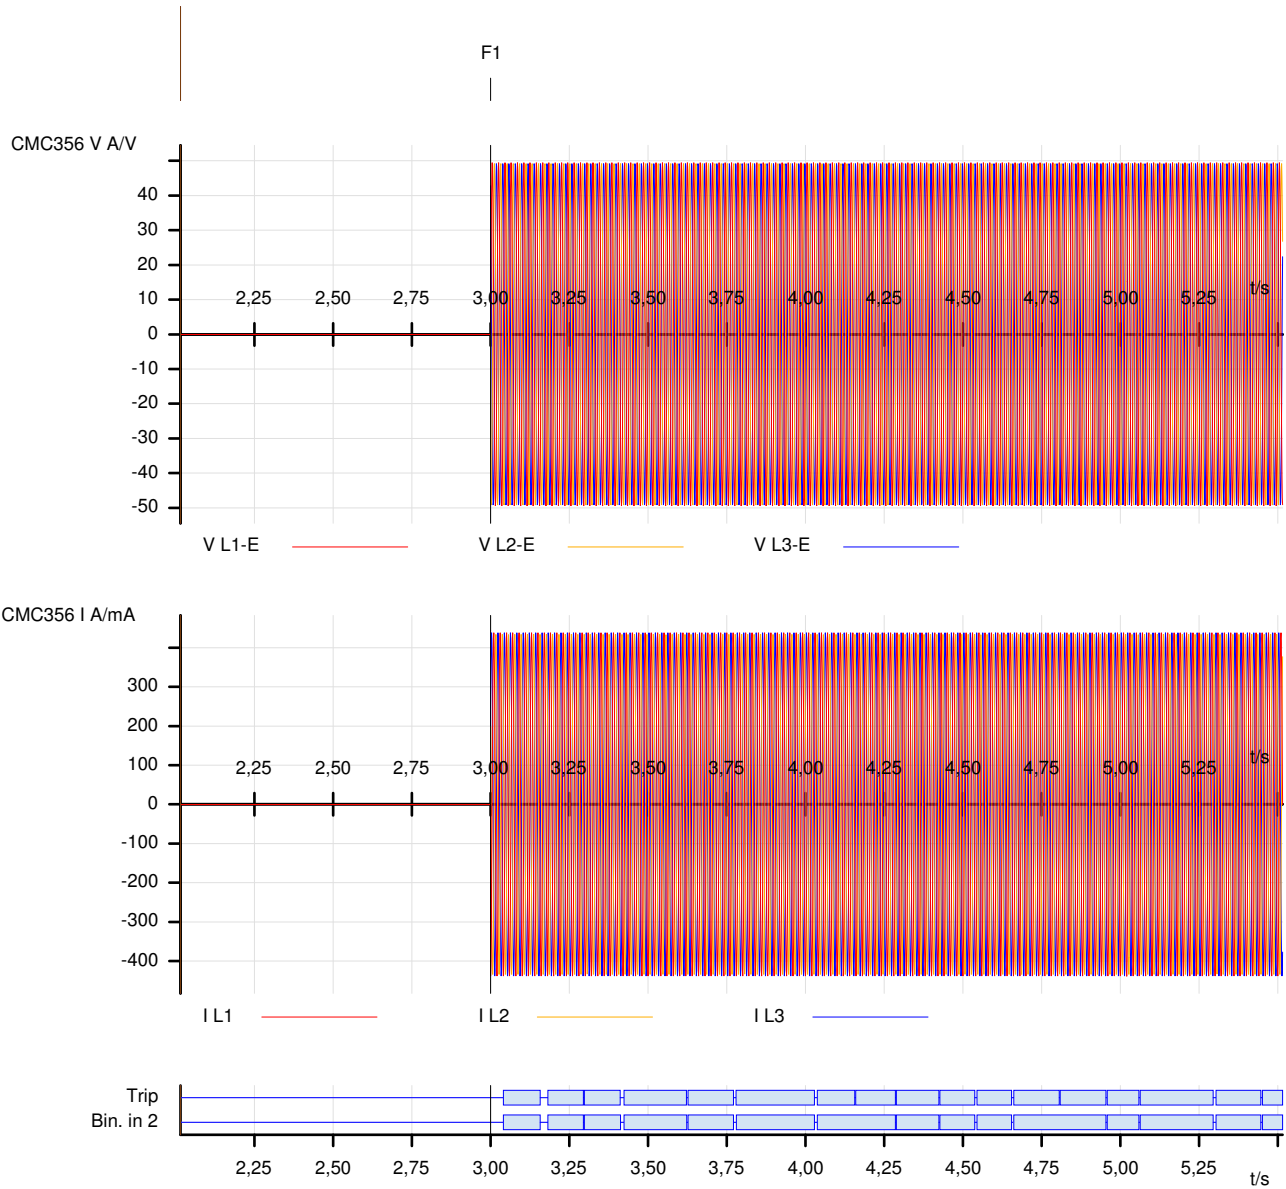 F1
CMC356 V A/V
40
30
20
10
0
-10
-20
-30
-40
-50
2,25 2,50 2,75 3,00 3,25 3,50 3,75 4,00 4,25 4,50 4,75 5,00 5,25 t/s
V L1-E V L2-E V L3-E
CMC356 I A/mA
300
200
100
0
-100
-200
-300
-400
2,25 2,50 2,75 3,00 3,25 3,50 3,75 4,00 4,25 4,50 4,75 5,00 5,25 t/s
I L1 I L2 I L3
Trip
Bin. in 2
2,25 2,50 2,75 3,00 3,25 3,50 3,75 4,00 4,25 4,50 4,75 5,00 5,25 t/s